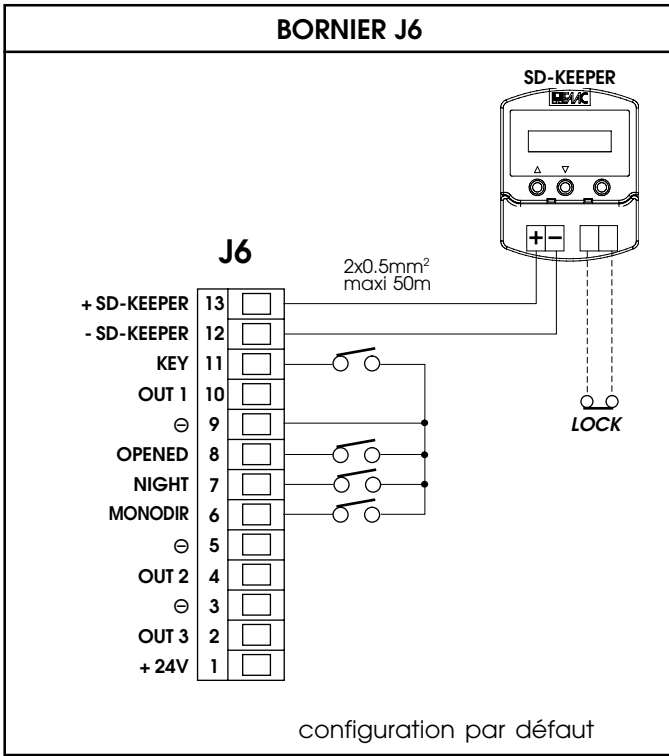 BORNIER J6
SD-KEEPER
FAAC
+ −
J6
2x0.5mm²
maxi 50m
+ SD-KEEPER 13
- SD-KEEPER 12
KEY 11
OUT 1 10
⊖ 9
OPENED 8
NIGHT 7
MONODIR 6
⊖ 5
OUT 2 4
⊖ 3
OUT 3 2
+ 24V 1
LOCK
configuration par défaut